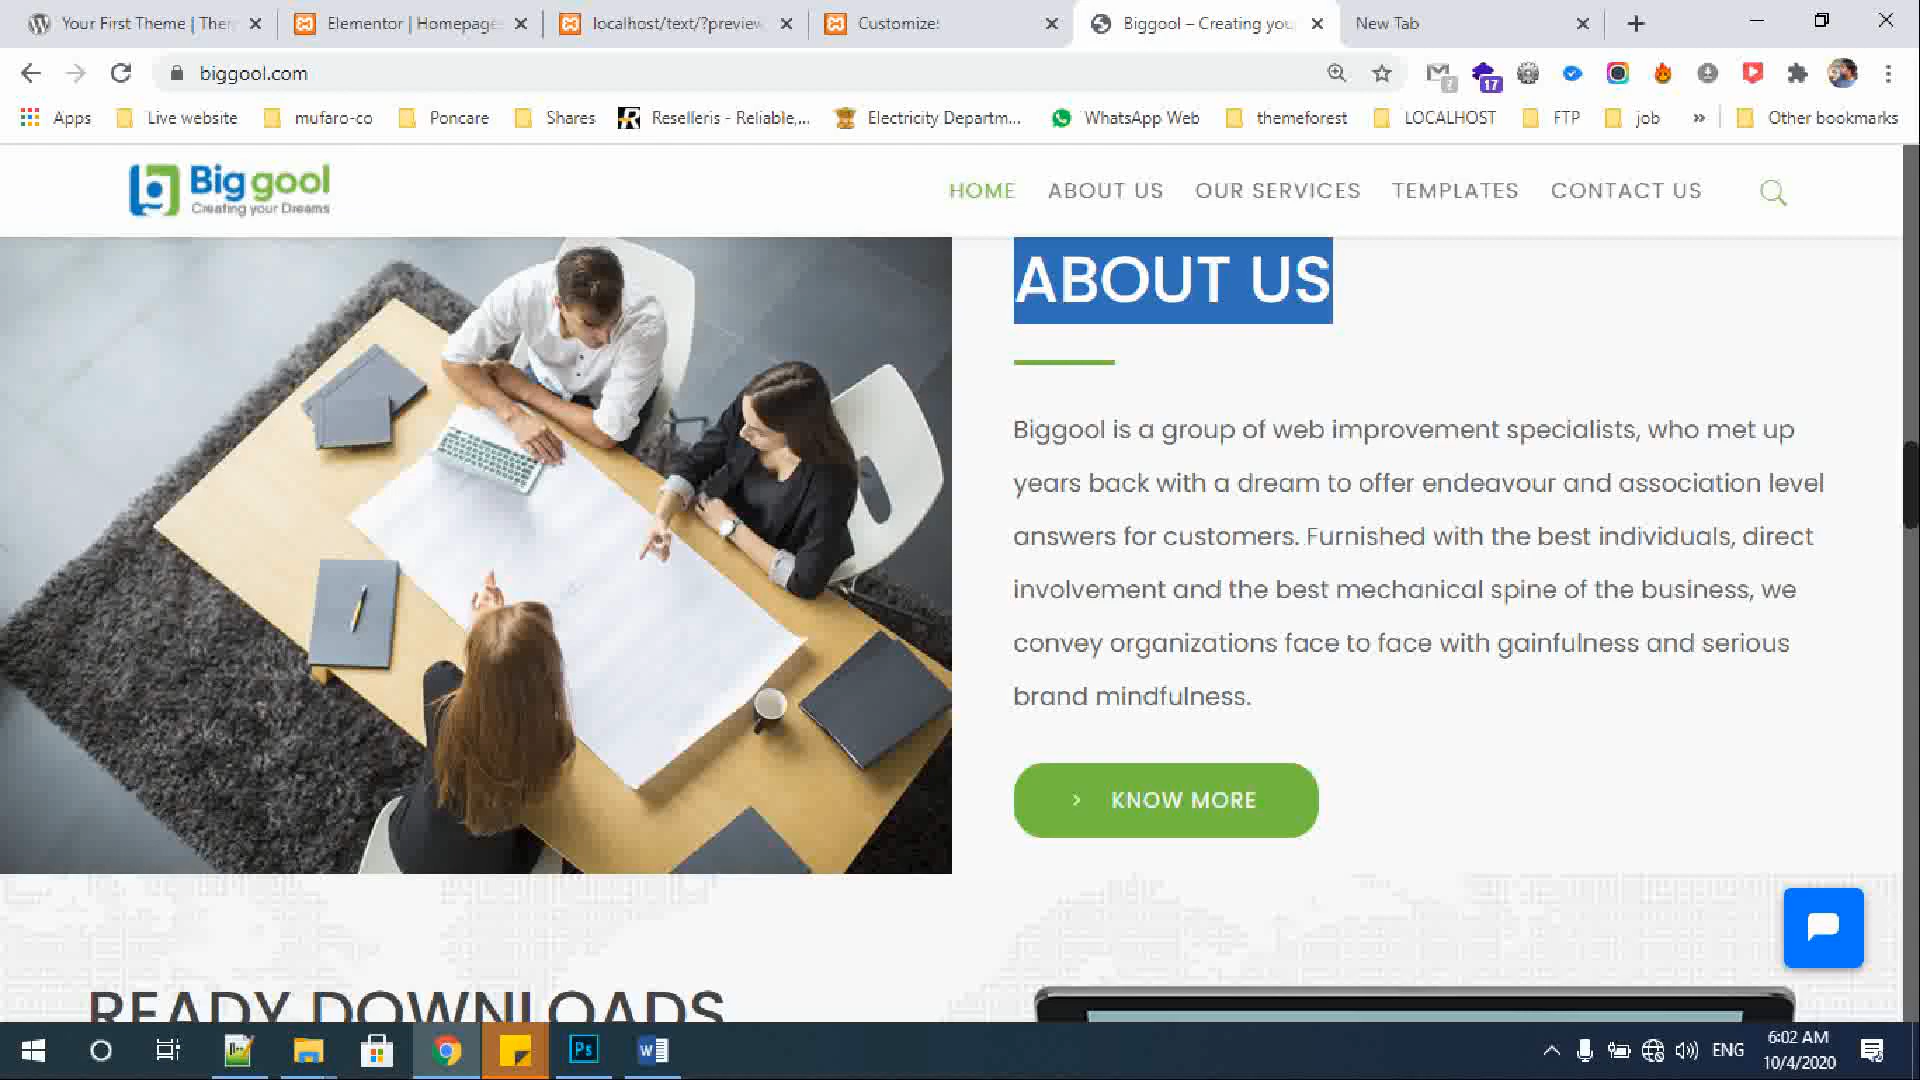 Your First Theme | Ther
Elementor | Homepage
localhost/text/?preview
Customize:
Biggool – Creating you
New Tab
biggool.com
17
Apps
Live website
mufaro-co
Poncare
Shares
Reselleris - Reliable,...
Electricity Departm...
WhatsApp Web
themeforest
LOCALHOST
FTP
job
»
Other bookmarks
Big gool
Creating your Dreams
HOME
ABOUT US
OUR SERVICES
TEMPLATES
CONTACT US
ABOUT US
Biggool is a group of web improvement specialists, who met up
years back with a dream to offer endeavour and association level
answers for customers. Furnished with the best individuals, direct
involvement and the best mechanical spine of the business, we
convey organizations face to face with gainfulness and serious
brand mindfulness.
> KNOW MORE
READY DOWNLOADS
Ps
W
ENG
6:02 AM
10/4/2020